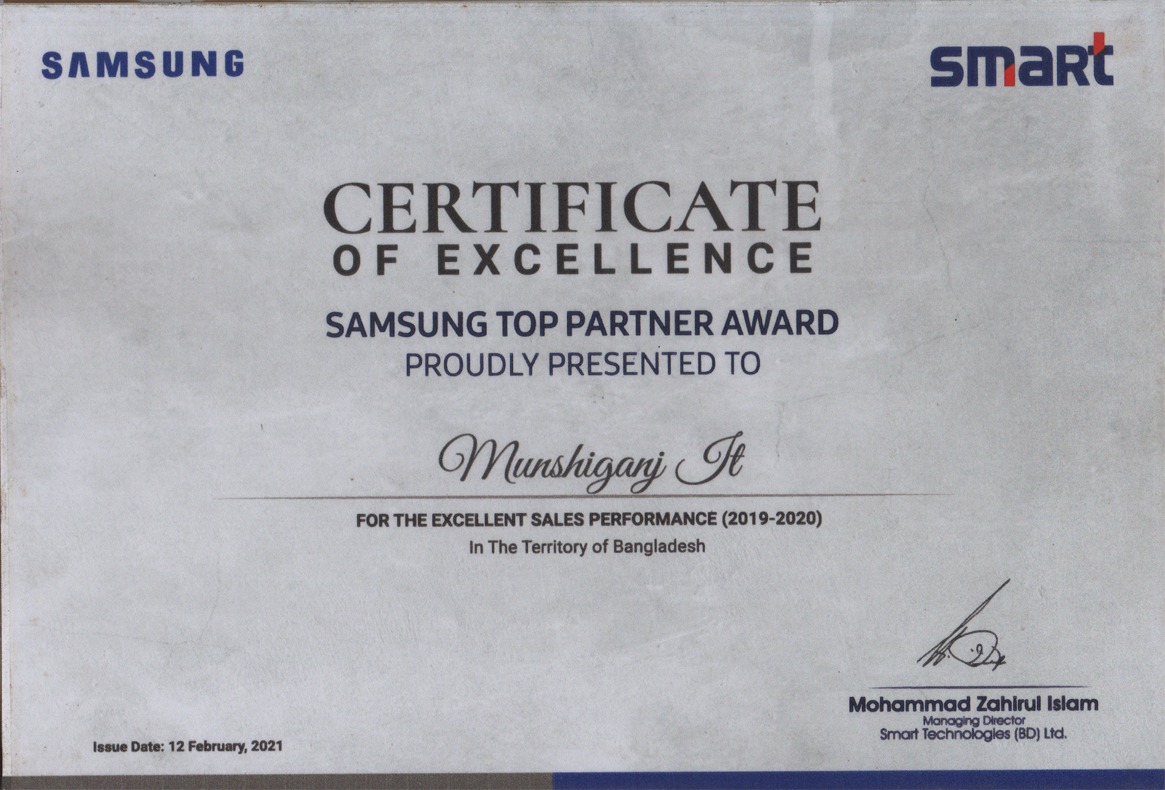 SAMSUNG
smart
CERTIFICATE
OF EXCELLENCE
SAMSUNG TOP PARTNER AWARD
PROUDLY PRESENTED TO
Munshiganj It
FOR THE EXCELLENT SALES PERFORMANCE (2019-2020)
In The Territory of Bangladesh
Mohammad Zahirul Islam
Managing Director
Smart Technologies (BD) Ltd.
Issue Date: 12 February, 2021